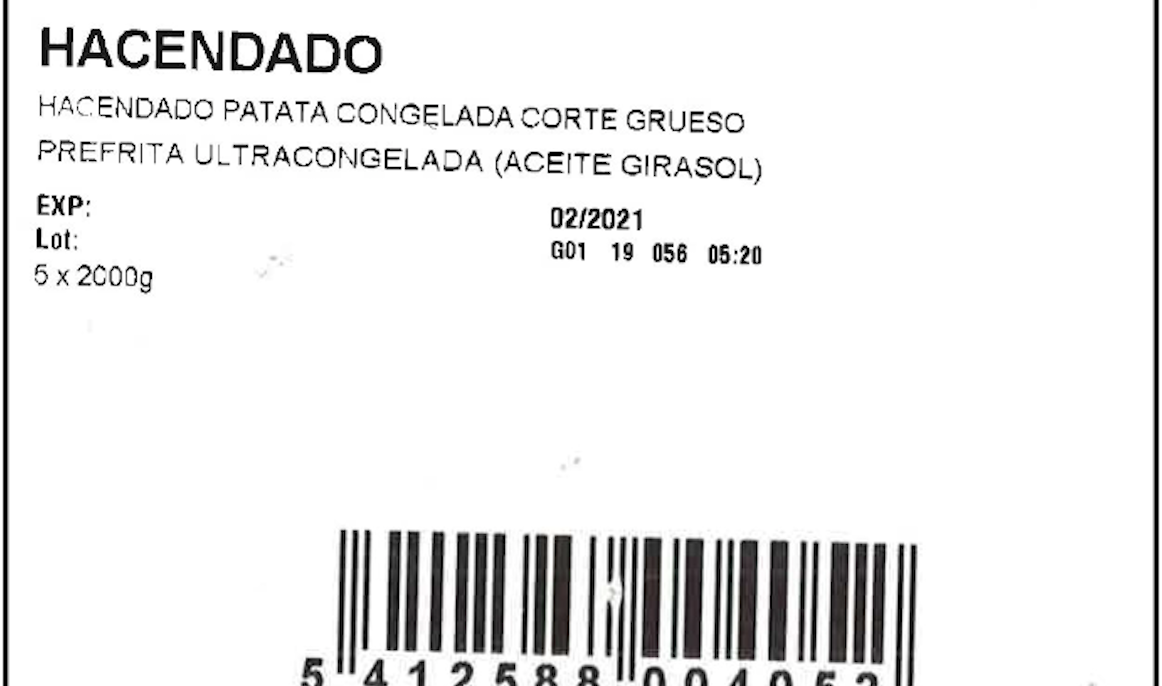 HACENDADO
HACENDADO PATATA CONGELADA CORTE GRUESO
PREFRITA ULTRACONGELADA (ACEITE GIRASOL)
EXP: 02/2021
Lot: G01 19 056 05:20
5 x 2000g
5 412588 004052